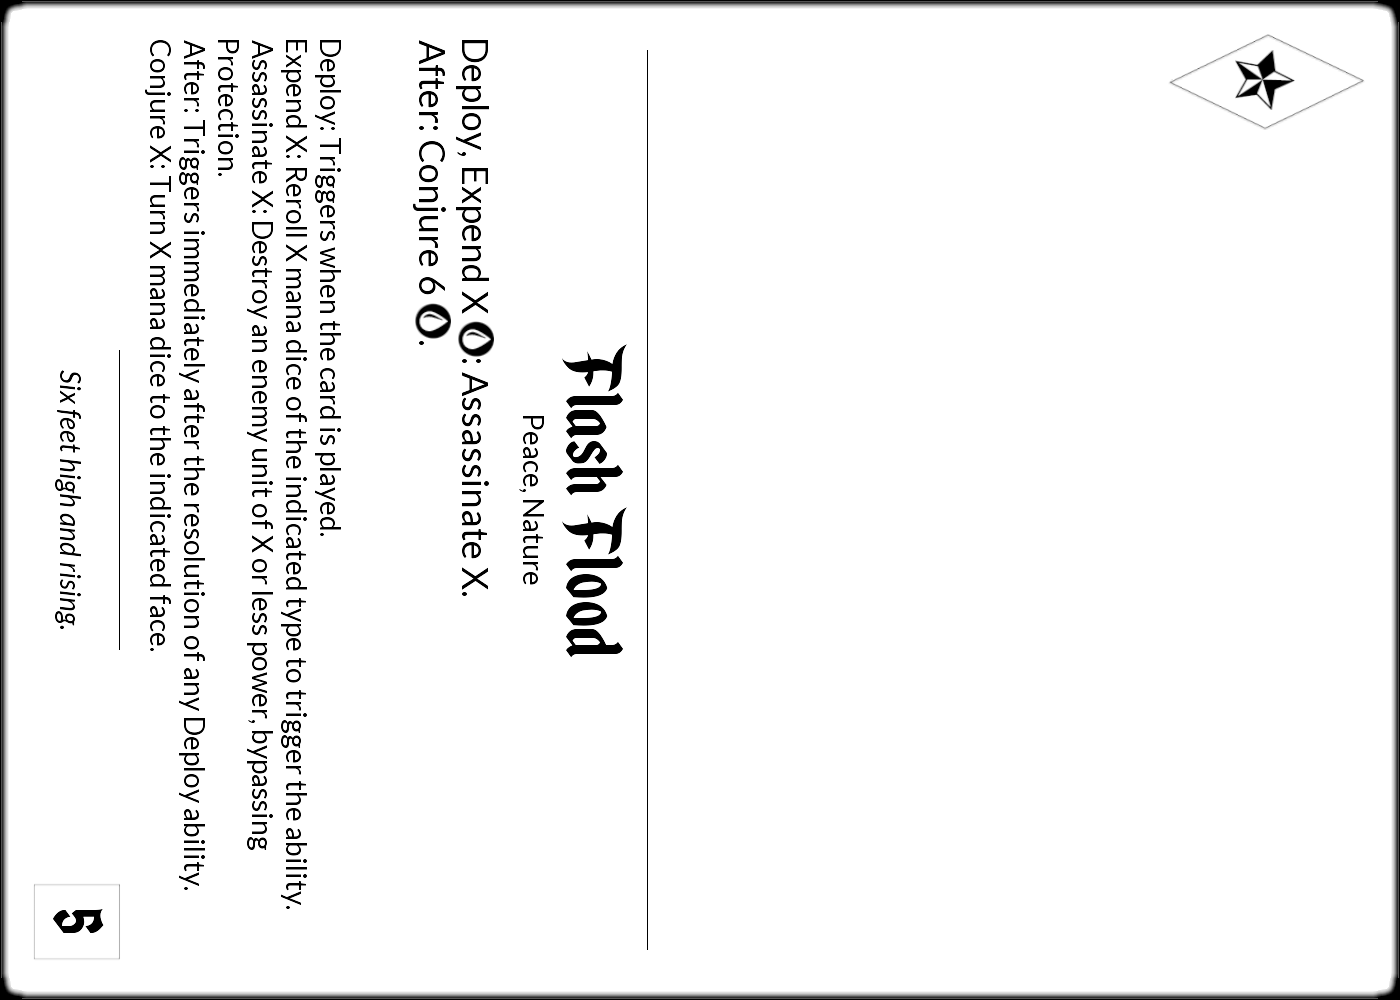 Flash Flood
Peace, Nature
Deploy, Expend X : Assassinate X.
After: Conjure 6 .
Deploy: Triggers when the card is played.
Expend X: Reroll X mana dice of the indicated type to trigger the ability.
Assassinate X: Destroy an enemy unit of X or less power, bypassing
Protection.
After: Triggers immediately after the resolution of any Deploy ability.
Conjure X: Turn X mana dice to the indicated face.
Six feet high and rising.
5